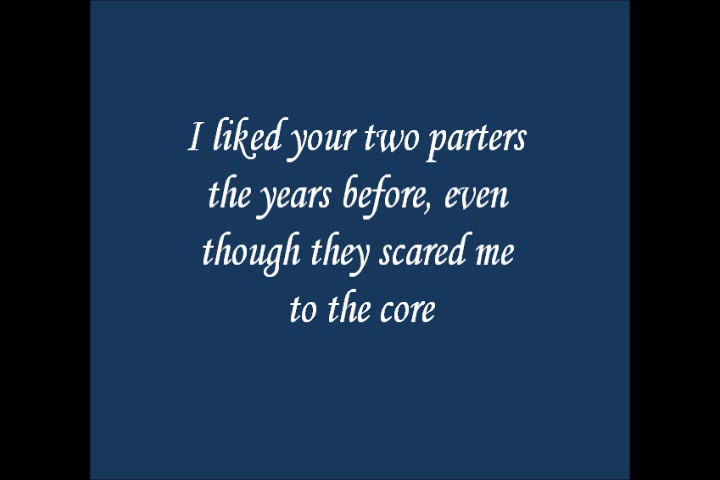 I liked your two parters
the years before, even
though they scared me
to the core